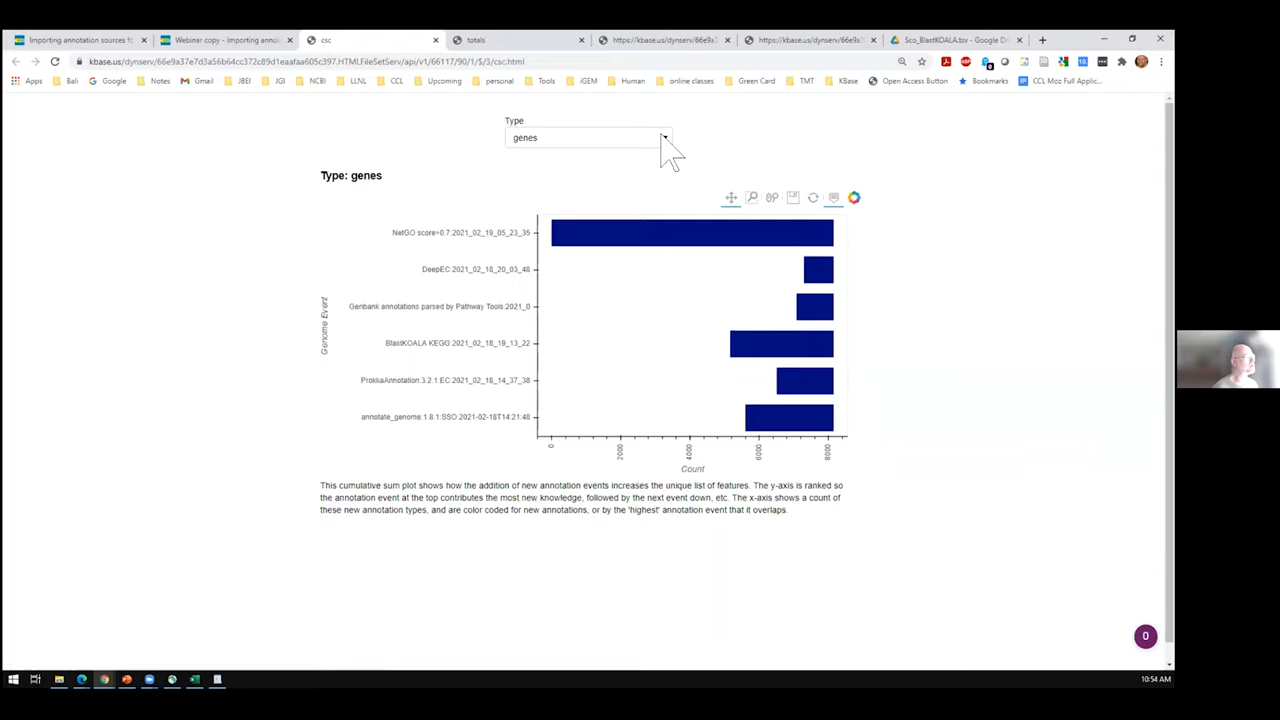 Importing annotation sources fo
Webinar copy - Importing anno
csc
totals
https://kbase.us/dynserv/66e9a3
https://kbase.us/dynserv/66e9a3
Sco_BlastKOALA.tsv - Google Dri
kbase.us/dynserv/66e9a37e7d3a56b64cc372c89d1eaaafaa305397.HTMLFileSetServ/api/v1/66117/90/1/$/3/csc.html
Apps
Bali
Google
Notes
Gmail
JBEI
JGI
NCBI
LLNL
CCL
Upcoming
personal
Tools
iGEM
Human
online classes
Green Card
TMT
KBase
Open Access Button
Bookmarks
CCL Moz Full Applic...
Type
genes
Type: genes
NetGO score>0.7:2021_02_19_05_23_35
DeepEC:2021_02_18_20_03_48
Genbank annotations parsed by Pathway Tools:2021_0
BlastKOALA KEGG:2021_02_18_19_13_22
ProkkaAnnotation:3.2.1:EC:2021_02_18_14_37_38
annotate_genome:1.8.1:SSO:2021-02-18T14:21:48
Genome Event
0
2000
4000
6000
8000
Count
This cumulative sum plot shows how the addition of new annotation events increases the unique list of features. The y-axis is ranked so
the annotation event at the top contributes the most new knowledge, followed by the next event down, etc. The x-axis shows a count of
these new annotation types, and are color coded for new annotations, or by the 'highest' annotation event that it overlaps.
0
10:54 AM